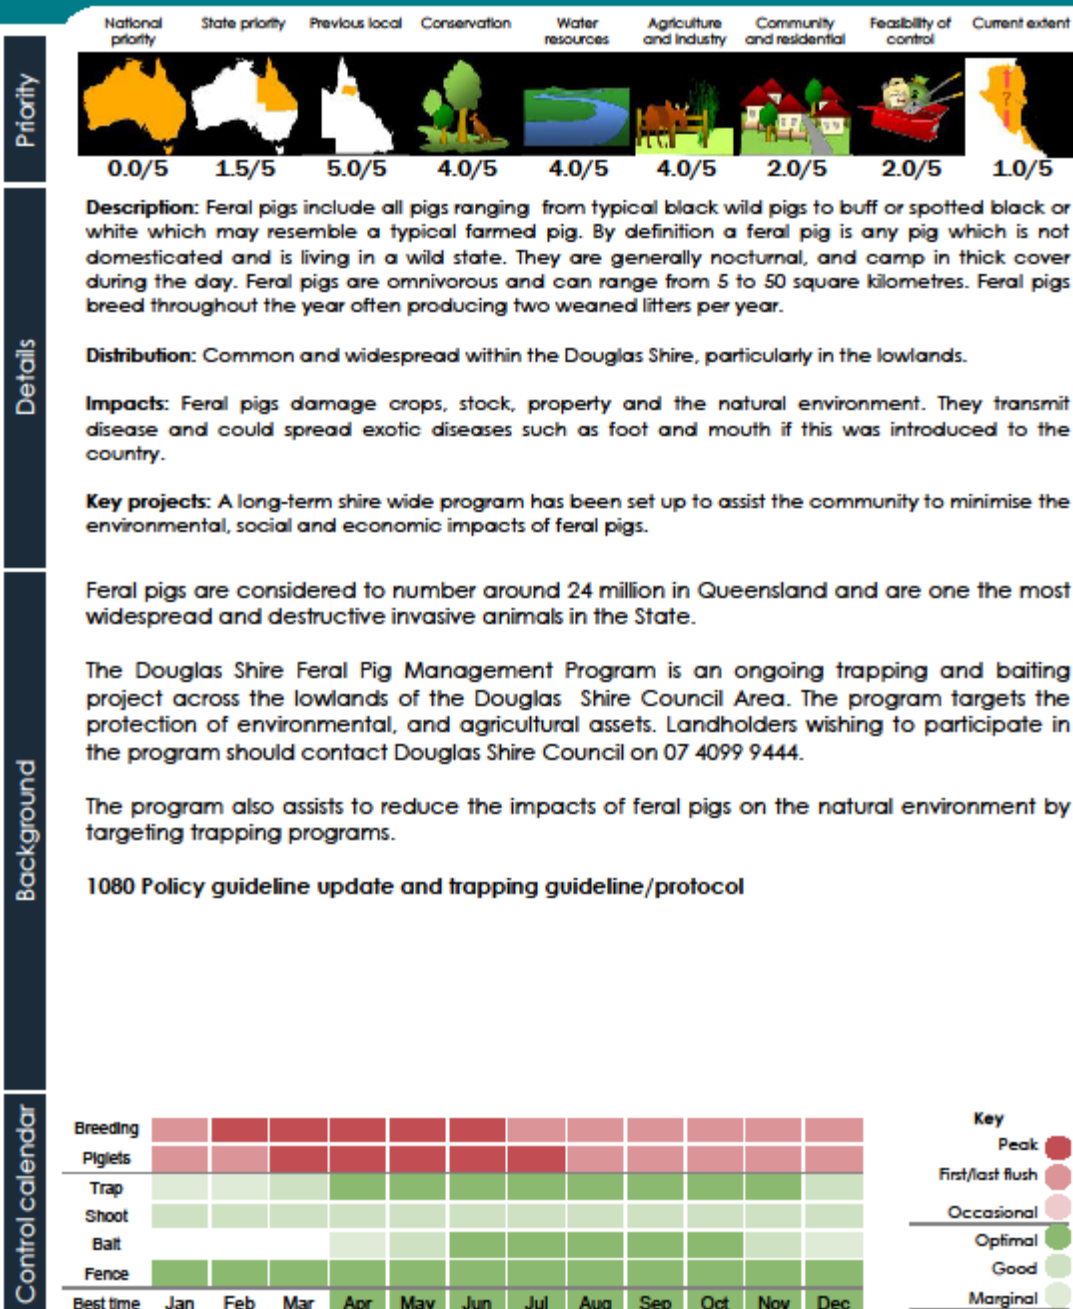 National priority
State priority
Previous local
Conservation
Water resources
Agriculture and industry
Community and residential
Feasibility of control
Current extent
Priority
?
0.0/5 1.5/5 5.0/5 4.0/5 4.0/5 4.0/5 2.0/5 2.0/5 1.0/5
Details
Description: Feral pigs include all pigs ranging from typical black wild pigs to buff or spotted black or
white which may resemble a typical farmed pig. By definition a feral pig is any pig which is not
domesticated and is living in a wild state. They are generally nocturnal, and camp in thick cover
during the day. Feral pigs are omnivorous and can range from 5 to 50 square kilometres. Feral pigs
breed throughout the year often producing two weaned litters per year.
Distribution: Common and widespread within the Douglas Shire, particularly in the lowlands.
Impacts: Feral pigs damage crops, stock, property and the natural environment. They transmit
disease and could spread exotic diseases such as foot and mouth if this was introduced to the
country.
Key projects: A long-term shire wide program has been set up to assist the community to minimise the
environmental, social and economic impacts of feral pigs.
Background
Feral pigs are considered to number around 24 million in Queensland and are one the most
widespread and destructive invasive animals in the State.
The Douglas Shire Feral Pig Management Program is an ongoing trapping and baiting
project across the lowlands of the Douglas Shire Council Area. The program targets the
protection of environmental, and agricultural assets. Landholders wishing to participate in
the program should contact Douglas Shire Council on 07 4099 9444.
The program also assists to reduce the impacts of feral pigs on the natural environment by
targeting trapping programs.
1080 Policy guideline update and trapping guideline/protocol
Control calendar
Breeding
Piglets
Trap
Shoot
Bait
Fence
Best time Jan Feb Mar Apr May Jun Jul Aug Sep Oct Nov Dec
Key
Peak
First/last flush
Occasional
Optimal
Good
Marginal